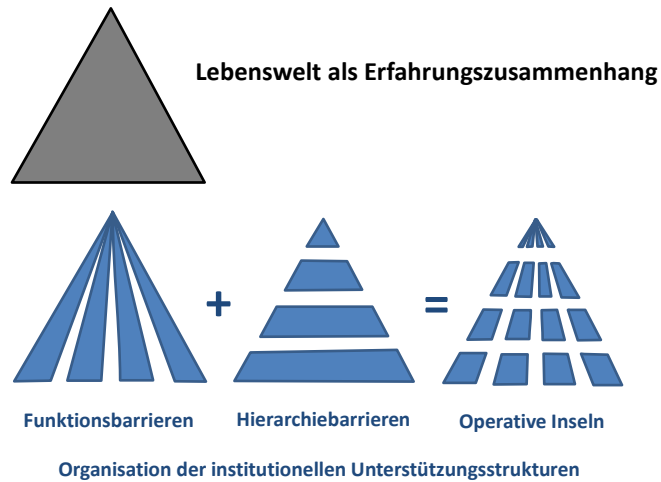 Lebenswelt als Erfahrungszusammenhang
+
=
Funktionsbarrieren
Hierarchiebarrieren
Operative Inseln
Organisation der institutionellen Unterstützungsstrukturen